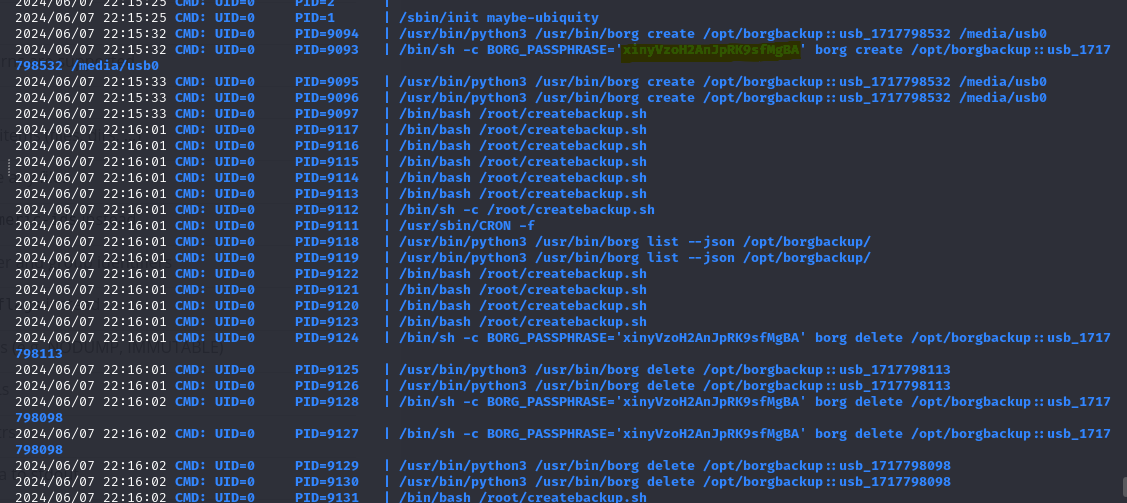 2024/06/07 22:15:25 CMD: UID=0 PID=2 |
2024/06/07 22:15:25 CMD: UID=0 PID=1 | /sbin/init maybe-ubiquity
2024/06/07 22:15:32 CMD: UID=0 PID=9094 | /usr/bin/python3 /usr/bin/borg create /opt/borgbackup::usb_1717798532 /media/usb0
2024/06/07 22:15:32 CMD: UID=0 PID=9093 | /bin/sh -c BORG_PASSPHRASE='xinyVzoH2AnJpRK9sfMgBA' borg create /opt/borgbackup::usb_1717
798532 /media/usb0
2024/06/07 22:15:33 CMD: UID=0 PID=9095 | /usr/bin/python3 /usr/bin/borg create /opt/borgbackup::usb_1717798532 /media/usb0
2024/06/07 22:15:33 CMD: UID=0 PID=9096 | /usr/bin/python3 /usr/bin/borg create /opt/borgbackup::usb_1717798532 /media/usb0
2024/06/07 22:15:33 CMD: UID=0 PID=9097 | /bin/bash /root/createbackup.sh
2024/06/07 22:16:01 CMD: UID=0 PID=9117 | /bin/bash /root/createbackup.sh
2024/06/07 22:16:01 CMD: UID=0 PID=9116 | /bin/bash /root/createbackup.sh
2024/06/07 22:16:01 CMD: UID=0 PID=9115 | /bin/bash /root/createbackup.sh
2024/06/07 22:16:01 CMD: UID=0 PID=9114 | /bin/bash /root/createbackup.sh
2024/06/07 22:16:01 CMD: UID=0 PID=9113 | /bin/bash /root/createbackup.sh
2024/06/07 22:16:01 CMD: UID=0 PID=9112 | /bin/sh -c /root/createbackup.sh
2024/06/07 22:16:01 CMD: UID=0 PID=9111 | /usr/sbin/CRON -f
2024/06/07 22:16:01 CMD: UID=0 PID=9118 | /usr/bin/python3 /usr/bin/borg list --json /opt/borgbackup/
2024/06/07 22:16:01 CMD: UID=0 PID=9119 | /usr/bin/python3 /usr/bin/borg list --json /opt/borgbackup/
2024/06/07 22:16:01 CMD: UID=0 PID=9122 | /bin/bash /root/createbackup.sh
2024/06/07 22:16:01 CMD: UID=0 PID=9121 | /bin/bash /root/createbackup.sh
2024/06/07 22:16:01 CMD: UID=0 PID=9120 | /bin/bash /root/createbackup.sh
2024/06/07 22:16:01 CMD: UID=0 PID=9123 | /bin/bash /root/createbackup.sh
2024/06/07 22:16:01 CMD: UID=0 PID=9124 | /bin/sh -c BORG_PASSPHRASE='xinyVzoH2AnJpRK9sfMgBA' borg delete /opt/borgbackup::usb_1717
798113
2024/06/07 22:16:01 CMD: UID=0 PID=9125 | /usr/bin/python3 /usr/bin/borg delete /opt/borgbackup::usb_1717798113
2024/06/07 22:16:01 CMD: UID=0 PID=9126 | /usr/bin/python3 /usr/bin/borg delete /opt/borgbackup::usb_1717798113
2024/06/07 22:16:02 CMD: UID=0 PID=9128 | /bin/sh -c BORG_PASSPHRASE='xinyVzoH2AnJpRK9sfMgBA' borg delete /opt/borgbackup::usb_1717
798098
2024/06/07 22:16:02 CMD: UID=0 PID=9127 | /bin/sh -c BORG_PASSPHRASE='xinyVzoH2AnJpRK9sfMgBA' borg delete /opt/borgbackup::usb_1717
798098
2024/06/07 22:16:02 CMD: UID=0 PID=9129 | /usr/bin/python3 /usr/bin/borg delete /opt/borgbackup::usb_1717798098
2024/06/07 22:16:02 CMD: UID=0 PID=9130 | /usr/bin/python3 /usr/bin/borg delete /opt/borgbackup::usb_1717798098
2024/06/07 22:16:02 CMD: UID=0 PID=9131 | /bin/bash /root/createbackup.sh